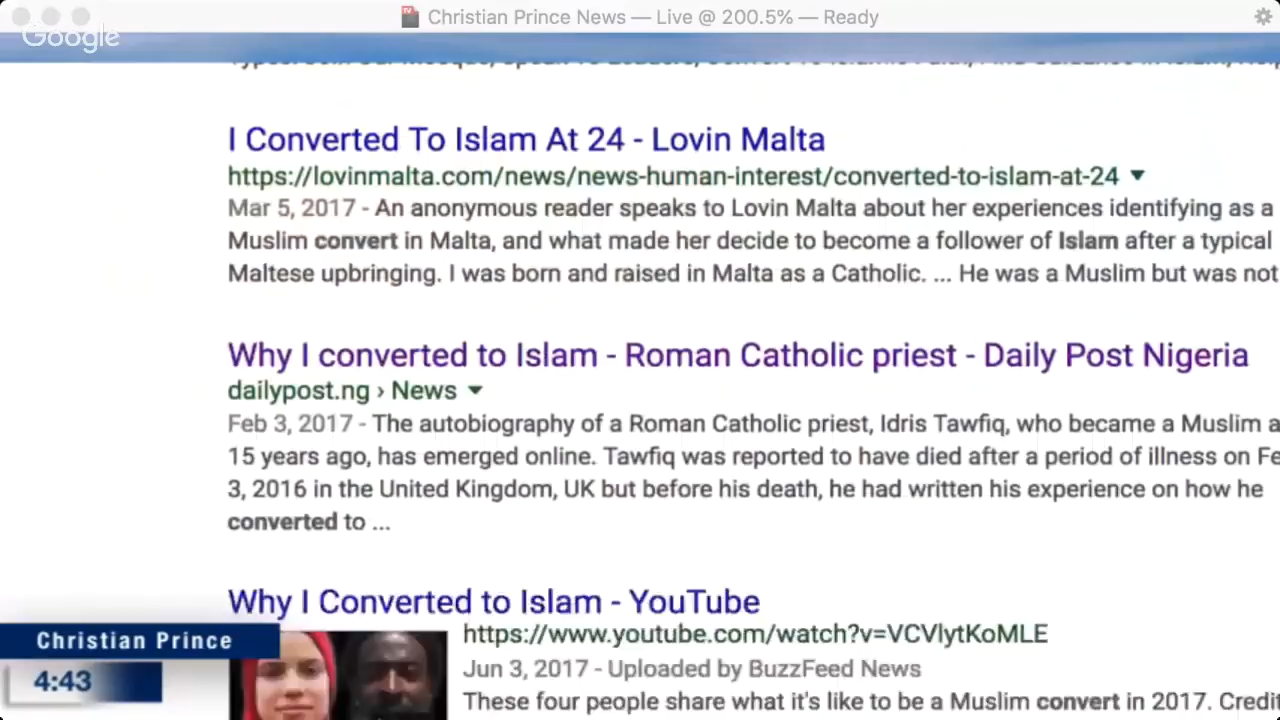 Christian Prince News — Live @ 200.5% — Ready
Google
I Converted To Islam At 24 - Lovin Malta
https://lovinmalta.com/news/news-human-interest/converted-to-islam-at-24
Mar 5, 2017 - An anonymous reader speaks to Lovin Malta about her experiences identifying as a
Muslim convert in Malta, and what made her decide to become a follower of Islam after a typical
Maltese upbringing. I was born and raised in Malta as a Catholic. ... He was a Muslim but was not
Why I converted to Islam - Roman Catholic priest - Daily Post Nigeria
dailypost.ng › News
Feb 3, 2017 - The autobiography of a Roman Catholic priest, Idris Tawfiq, who became a Muslim a
15 years ago, has emerged online. Tawfiq was reported to have died after a period of illness on Fe
3, 2016 in the United Kingdom, UK but before his death, he had written his experience on how he
converted to ...
Why I Converted to Islam - YouTube
https://www.youtube.com/watch?v=VCVlytKoMLE
Jun 3, 2017 - Uploaded by BuzzFeed News
These four people share what it's like to be a Muslim convert in 2017. Credi
Christian Prince
4:43